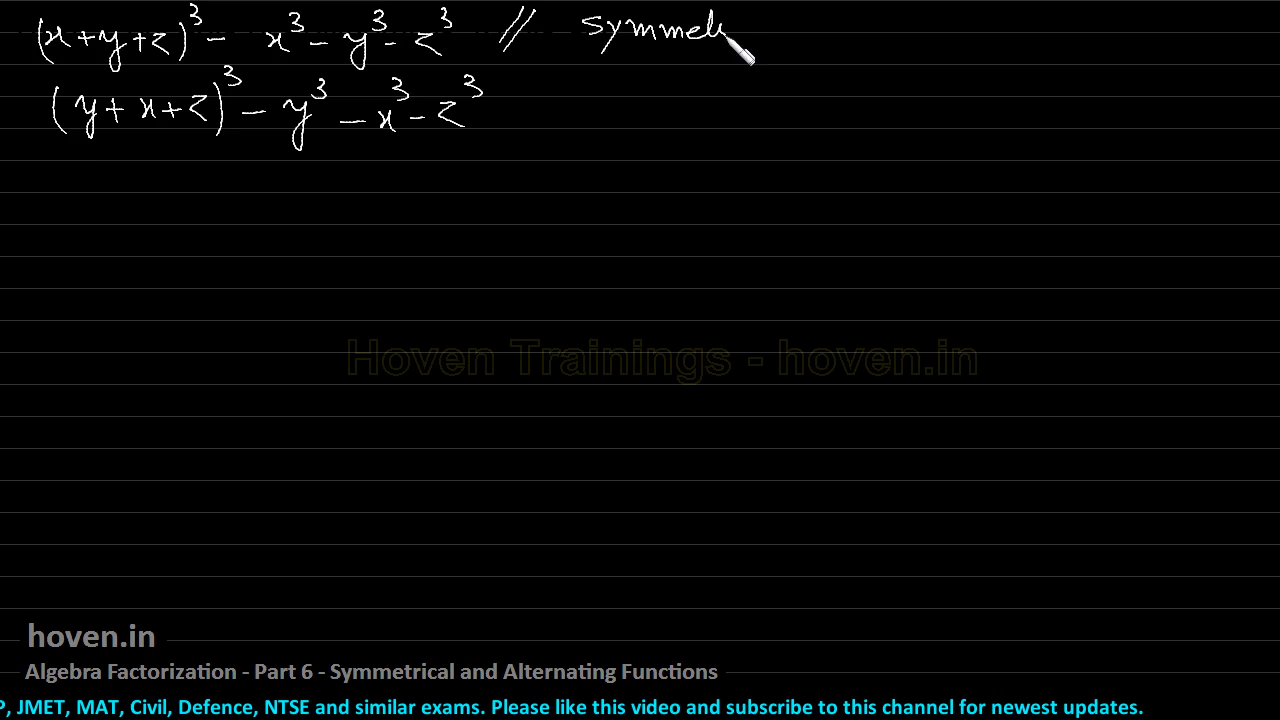 (x+y+z)³ - x³ - y³ - z³ // symmet
(y+x+z)³ - y³ - x³ - z³
Hoven Trainings - hoven.in
hoven.in
Algebra Factorization - Part 6 - Symmetrical and Alternating Functions
P, JMET, MAT, Civil, Defence, NTSE and similar exams. Please like this video and subscribe to this channel for newest updates.